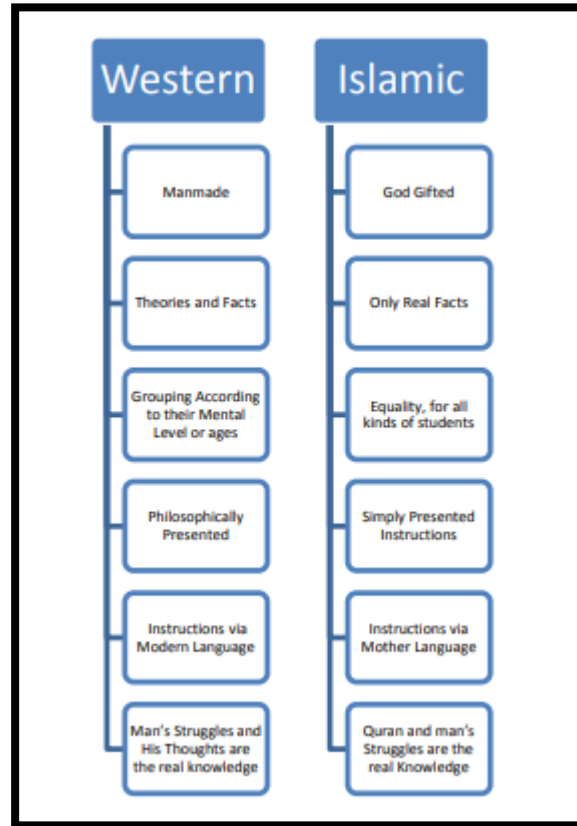 Western
Manmade
Theories and Facts
Grouping According
to their Mental
Level or ages
Philosophically
Presented
Instructions via
Modern Language
Man's Struggles and
His Thoughts are
the real knowledge
Islamic
God Gifted
Only Real Facts
Equality, for all
kinds of students
Simply Presented
Instructions
Instructions via
Mother Language
Quran and man's
Struggles are the
real Knowledge